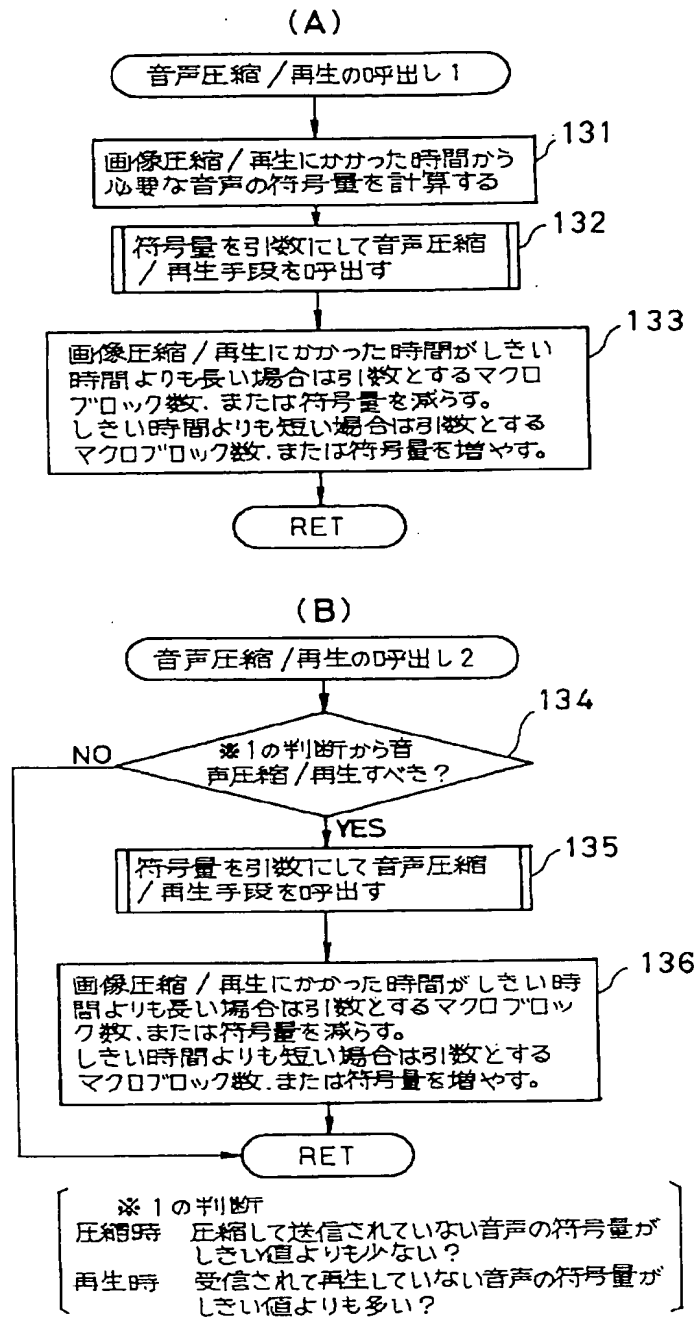 (A)
音声圧縮/再生の呼出し1
131
画像圧縮/再生にかかった時間から
必要な音声の符号量を計算する
132
符号量を引数にして音声圧縮
/再生手段を呼出す
133
画像圧縮/再生にかかった時間がしきい
時間よりも長い場合は引数とするマクロ
ブロック数、または符号量を減らす。
しきい時間よりも短い場合は引数とする
マクロブロック数、または符号量を増やす。
RET
(B)
音声圧縮/再生の呼出し2
134
NO
※1の判断から音
声圧縮/再生すべき?
YES
135
符号量を引数にして音声圧縮
/再生手段を呼出す
136
画像圧縮/再生にかかった時間がしきい時
間よりも長い場合は引数とするマクロブロッ
ク数、または符号量を減らす。
しきい時間よりも短い場合は引数とする
マクロブロック数、または符号量を増やす。
RET
※1の判断
圧縮時 圧縮して送信されていない音声の符号量が
しきい値よりも少ない?
再生時 受信されて再生していない音声の符号量が
しきい値よりも多い?